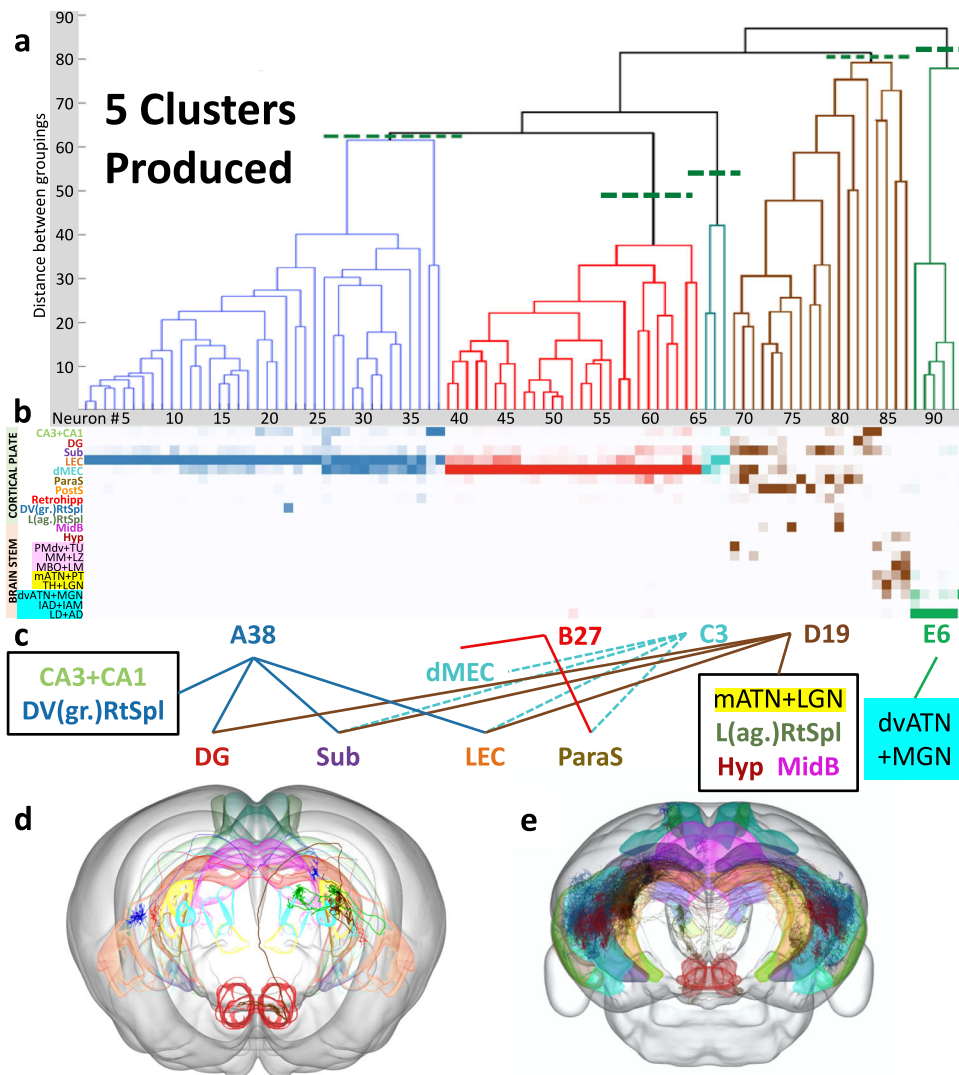 a
90
80
70
60
50
40
30
20
10
Distance between groupings
5 Clusters
Produced
b
Neuron #5 10 15 20 25 30 35 40 45 50 55 60 65 70 75 80 85 90
CORTICAL PLATE
CA3+CA1
DG
Sub
LEC
dMEC
ParaS
PostS
Retrohipp
DV(gr.)RtSpl
L(ag.)RtSpl
BRAIN STEM
MidB
Hyp
PMdv+TU
MM+LZ
MBO+LM
mATN+PT
TH+LGN
dvATN+MGN
IAD+IAM
LD+AD
c
A38 B27 C3 D19 E6
CA3+CA1
DV(gr.)RtSpl
dMEC
DG Sub LEC ParaS
mATN+LGN
L(ag.)RtSpl
Hyp MidB
dvATN
+MGN
d
e